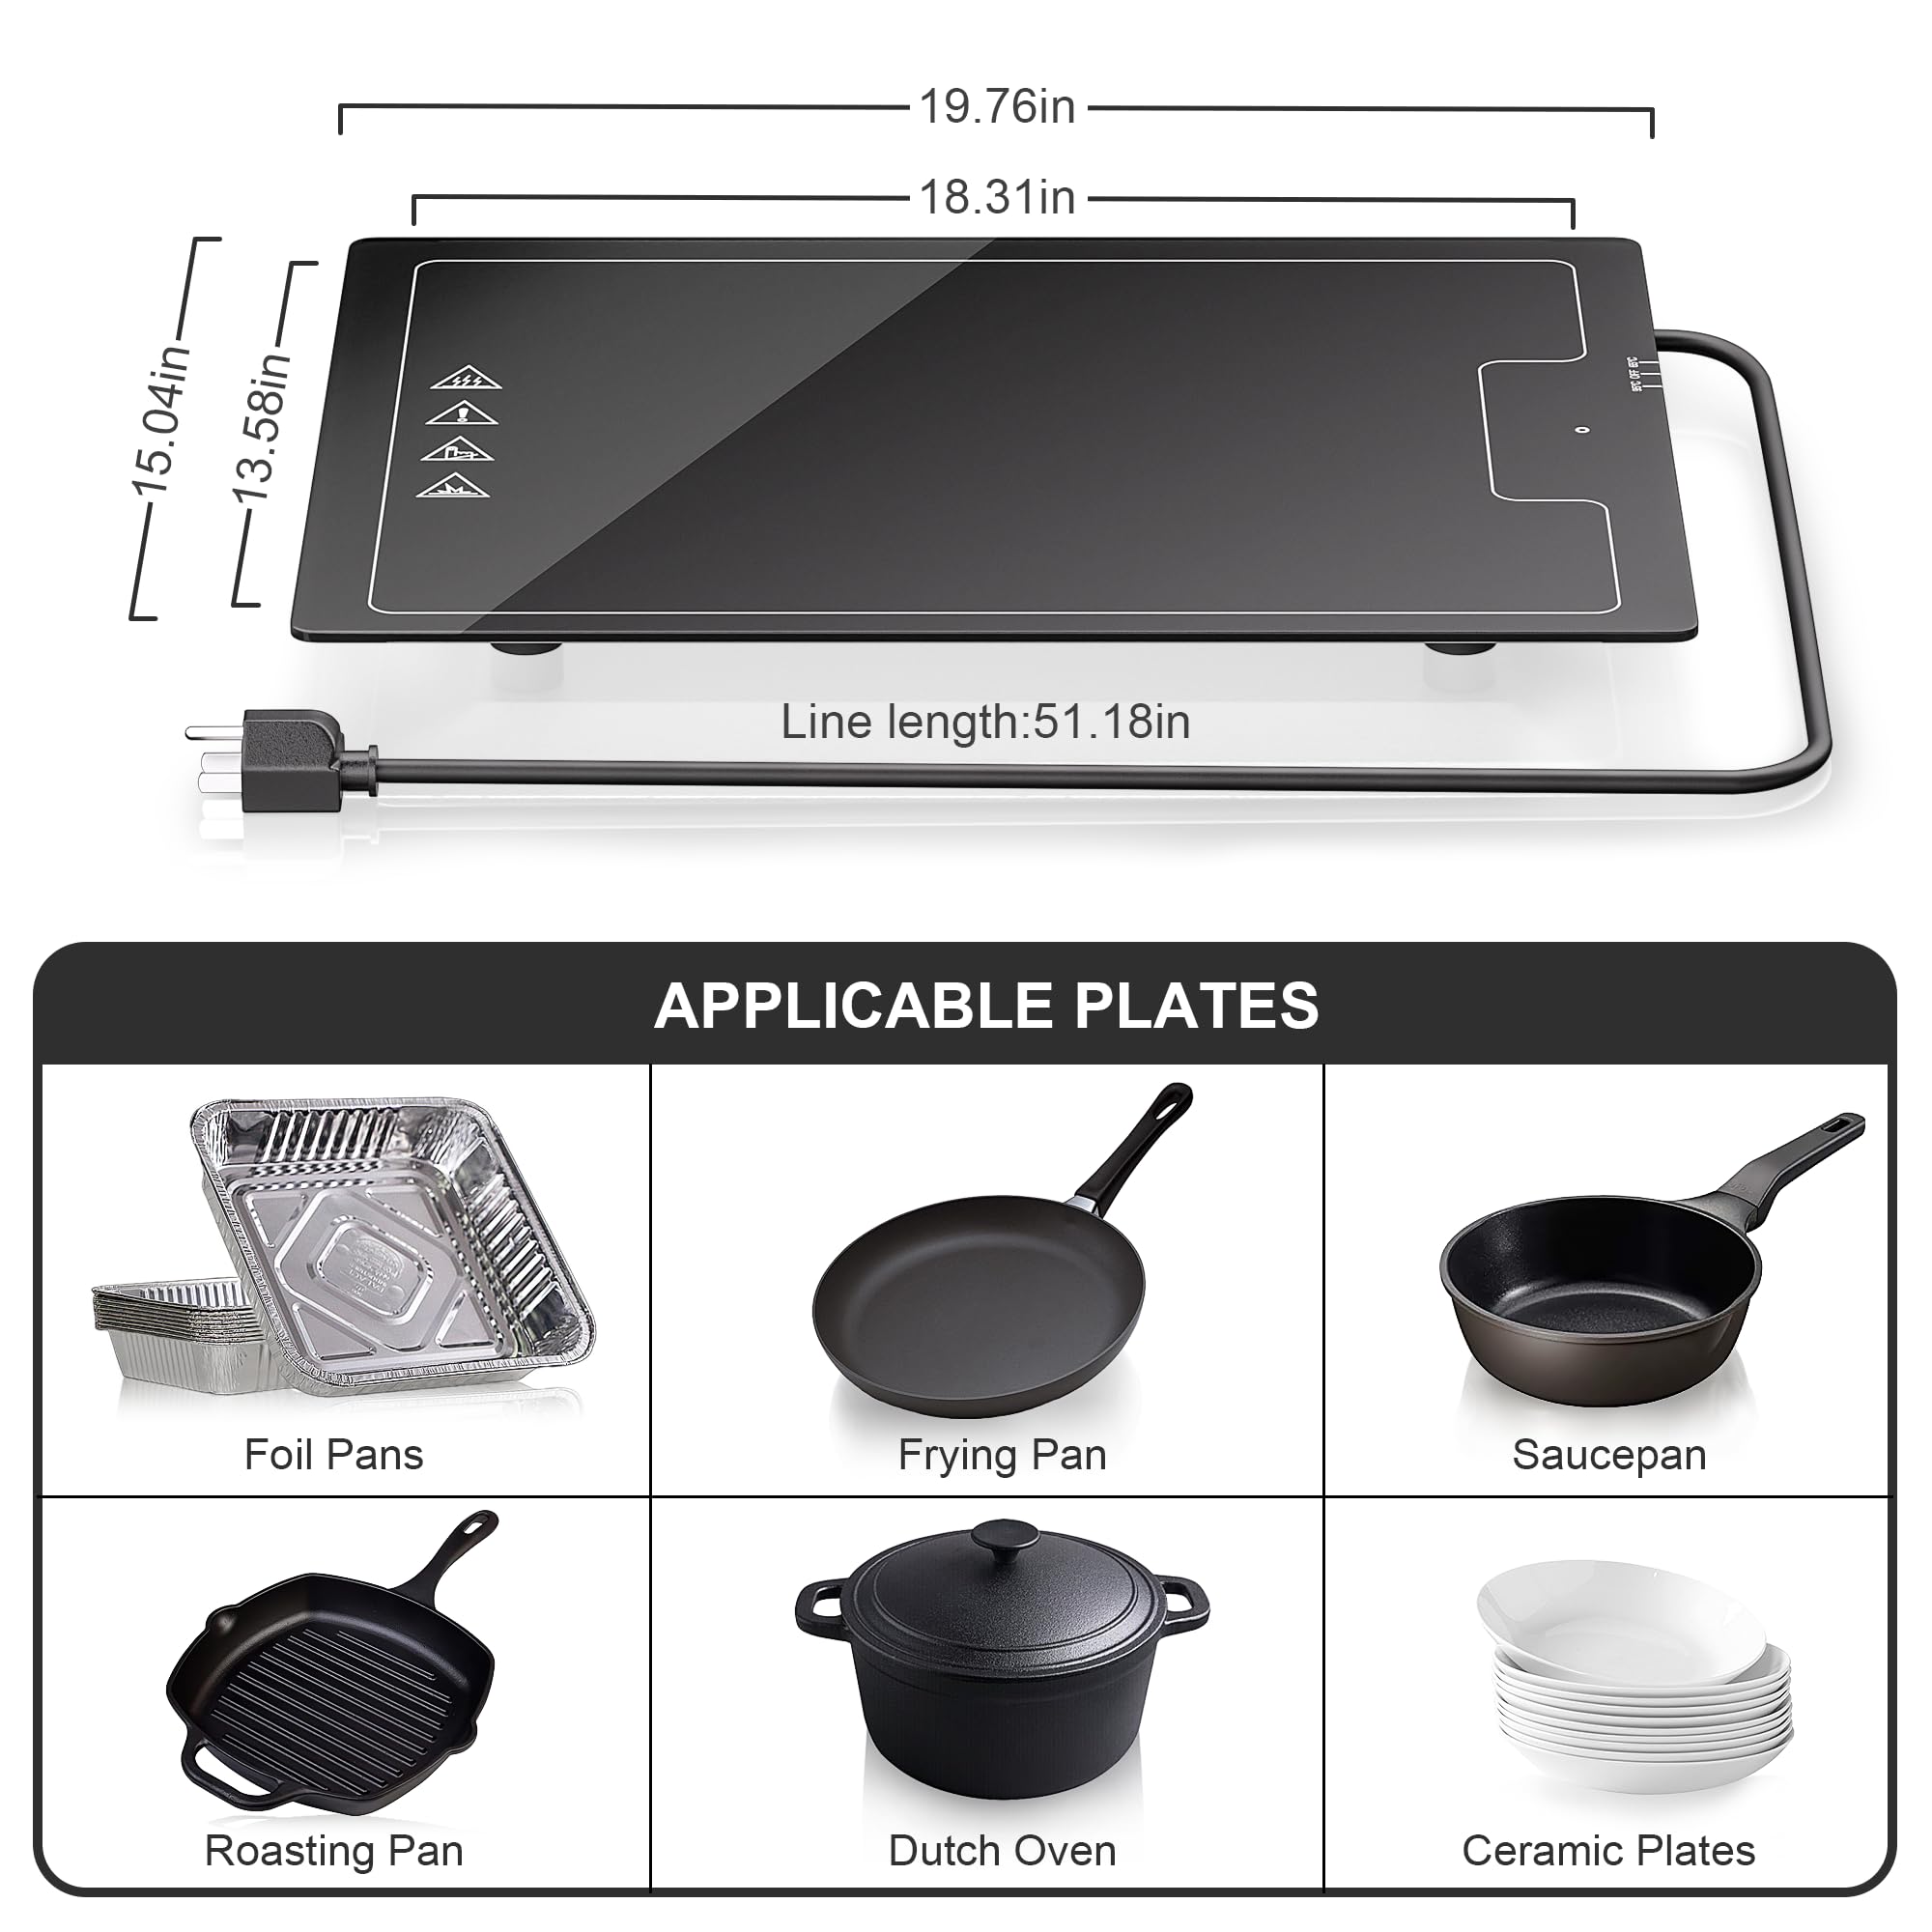 19.76in
18.31in
15.04in
13.58in
OFF
Line length:51.18in
APPLICABLE PLATES
Foil Pans
Frying Pan
Saucepan
Roasting Pan
Dutch Oven
Ceramic Plates